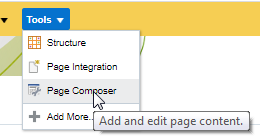 Tools
Structure
Page Integration
Page Composer
Add More...
Add and edit page content.